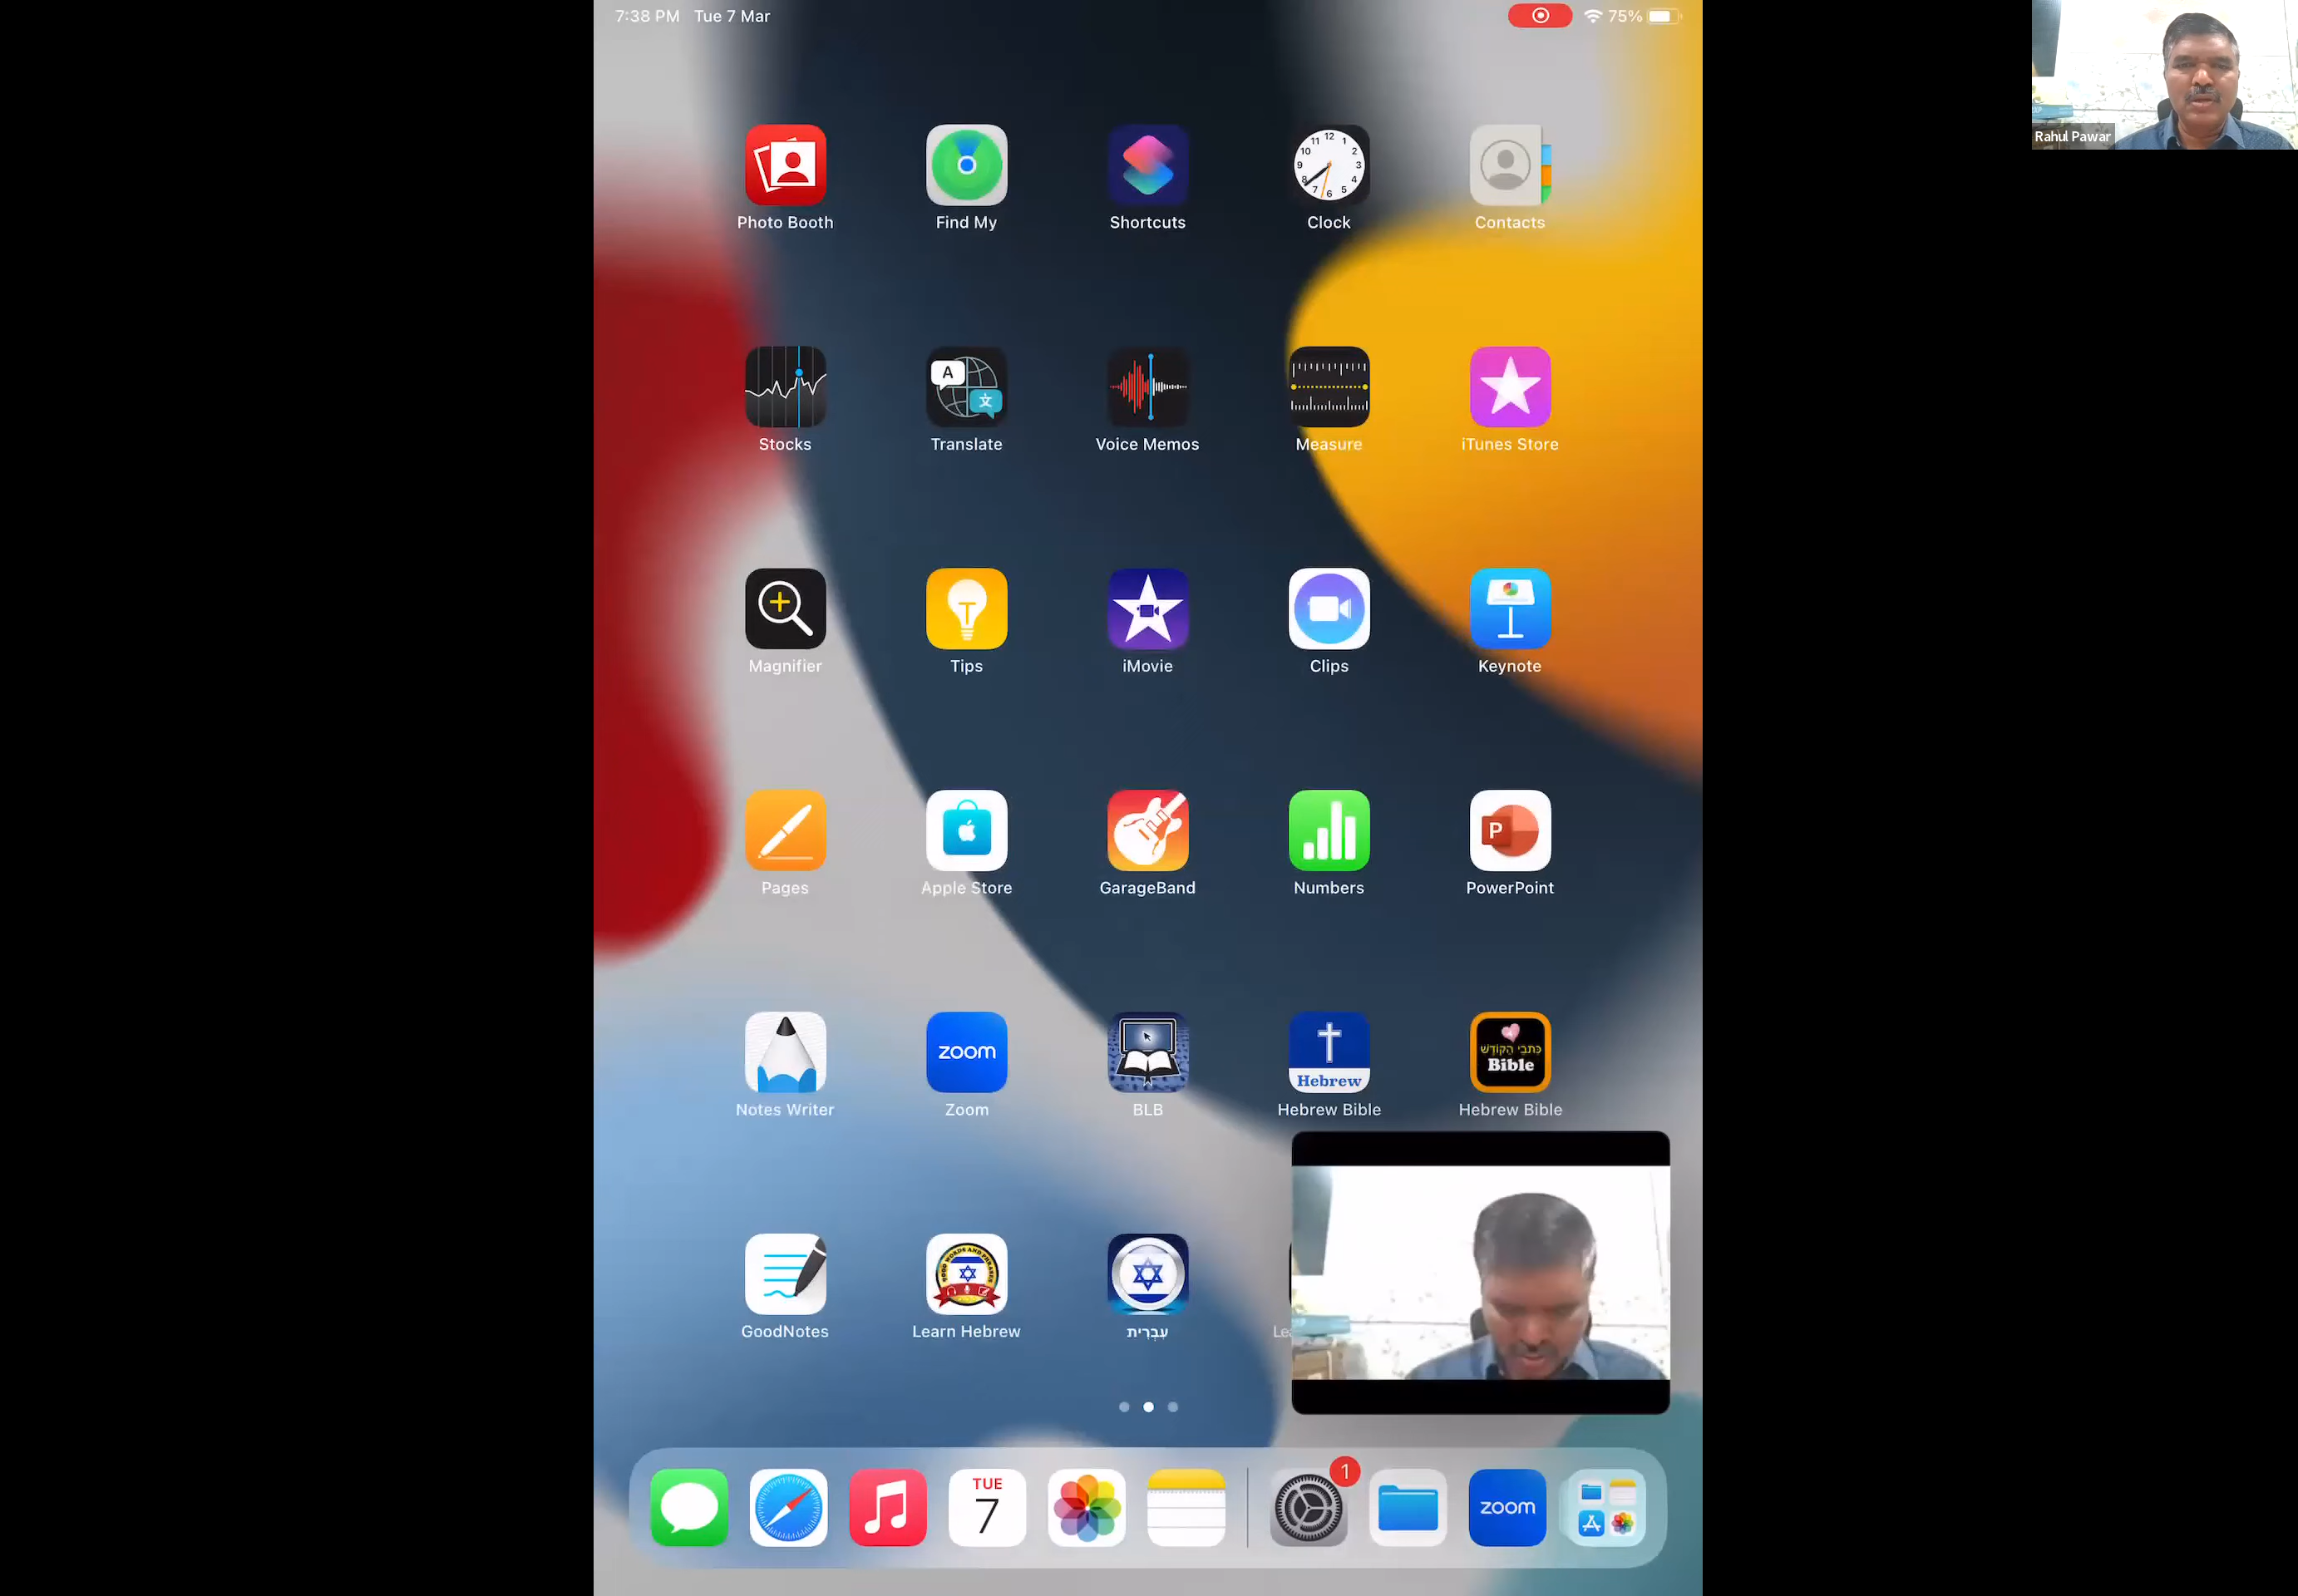 7:38 PM Tue 7 Mar
75%
Rahul Pawar
Photo Booth
Find My
Shortcuts
Clock
Contacts
A
文
Stocks
Translate
Voice Memos
Measure
iTunes Store
Magnifier
Tips
iMovie
Clips
Keynote
P
Pages
Apple Store
GarageBand
Numbers
PowerPoint
zoom
Hebrew
כתבי הקודש
Bible
Notes Writer
Zoom
BLB
Hebrew Bible
Hebrew Bible
GoodNotes
Learn Hebrew
עִבְרִית
TUE
7
1
zoom